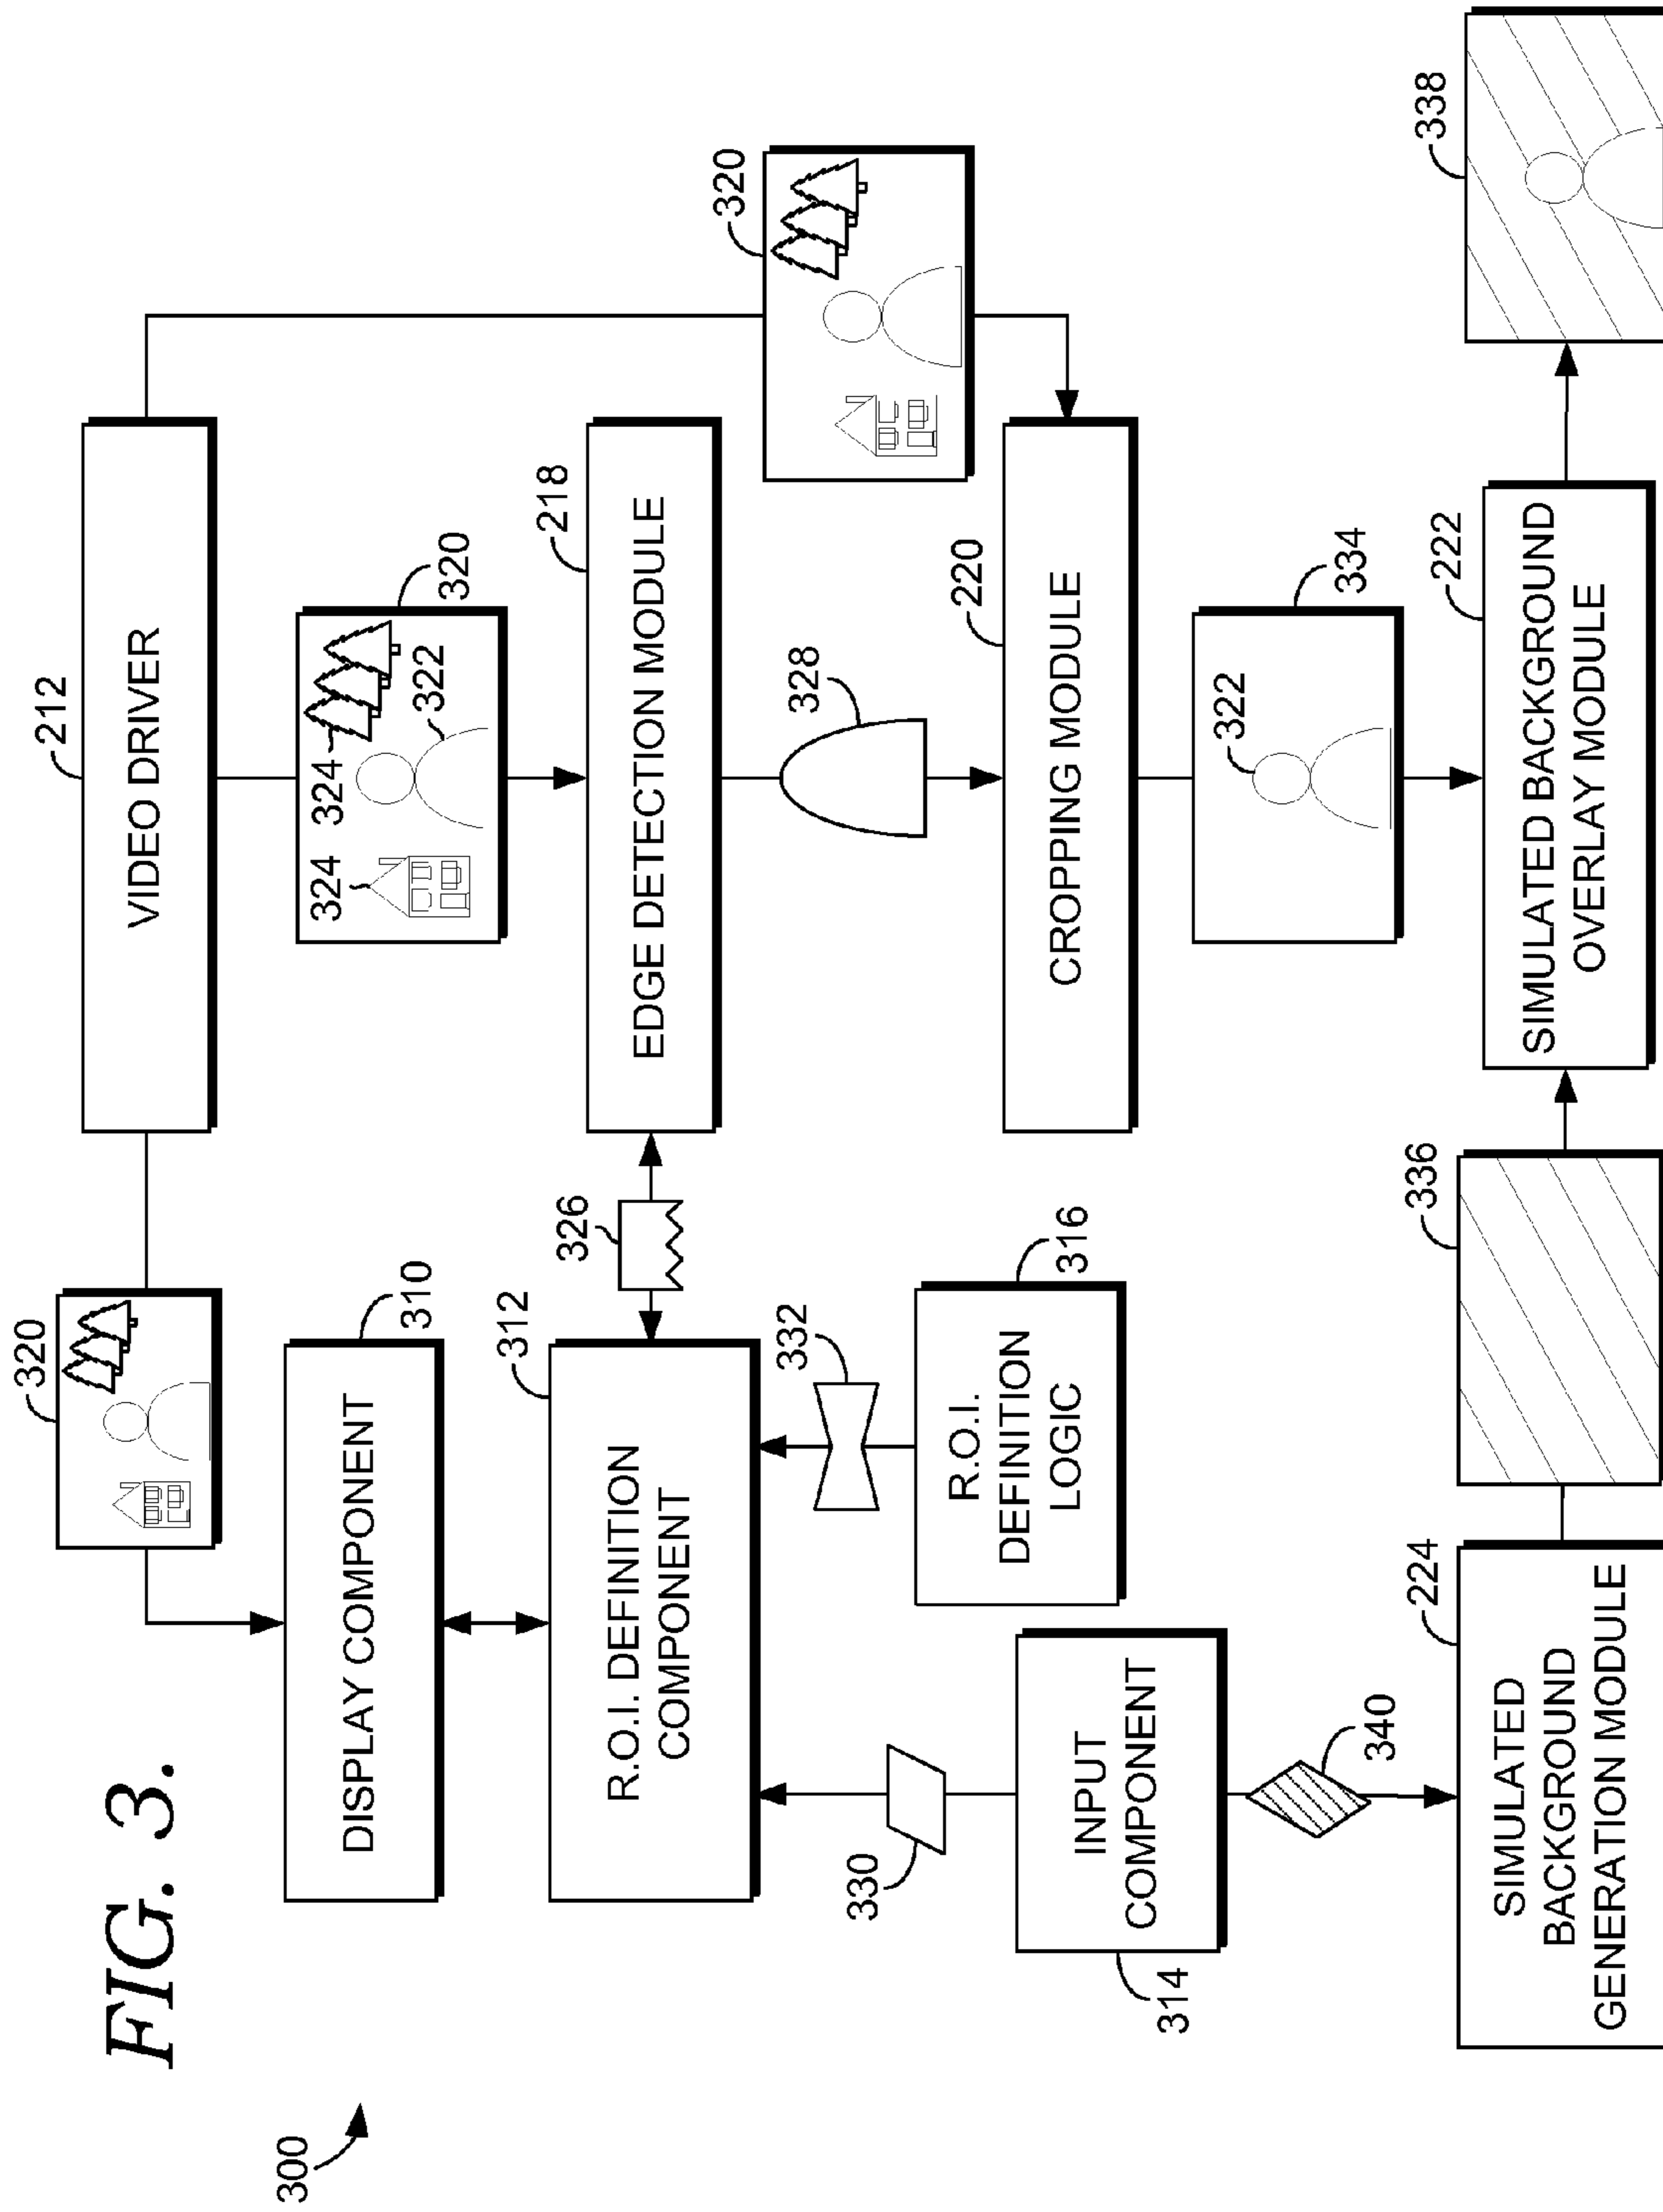 FIG. 3.
300
320
212
VIDEO DRIVER
310
DISPLAY COMPONENT
324
324
322
320
320
312
R.O.I. DEFINITION
COMPONENT
326
218
EDGE DETECTION MODULE
330
332
328
314
INPUT
COMPONENT
316
R.O.I.
DEFINITION
LOGIC
220
CROPPING MODULE
340
322
334
224
SIMULATED
BACKGROUND
GENERATION MODULE
336
222
SIMULATED BACKGROUND
OVERLAY MODULE
338